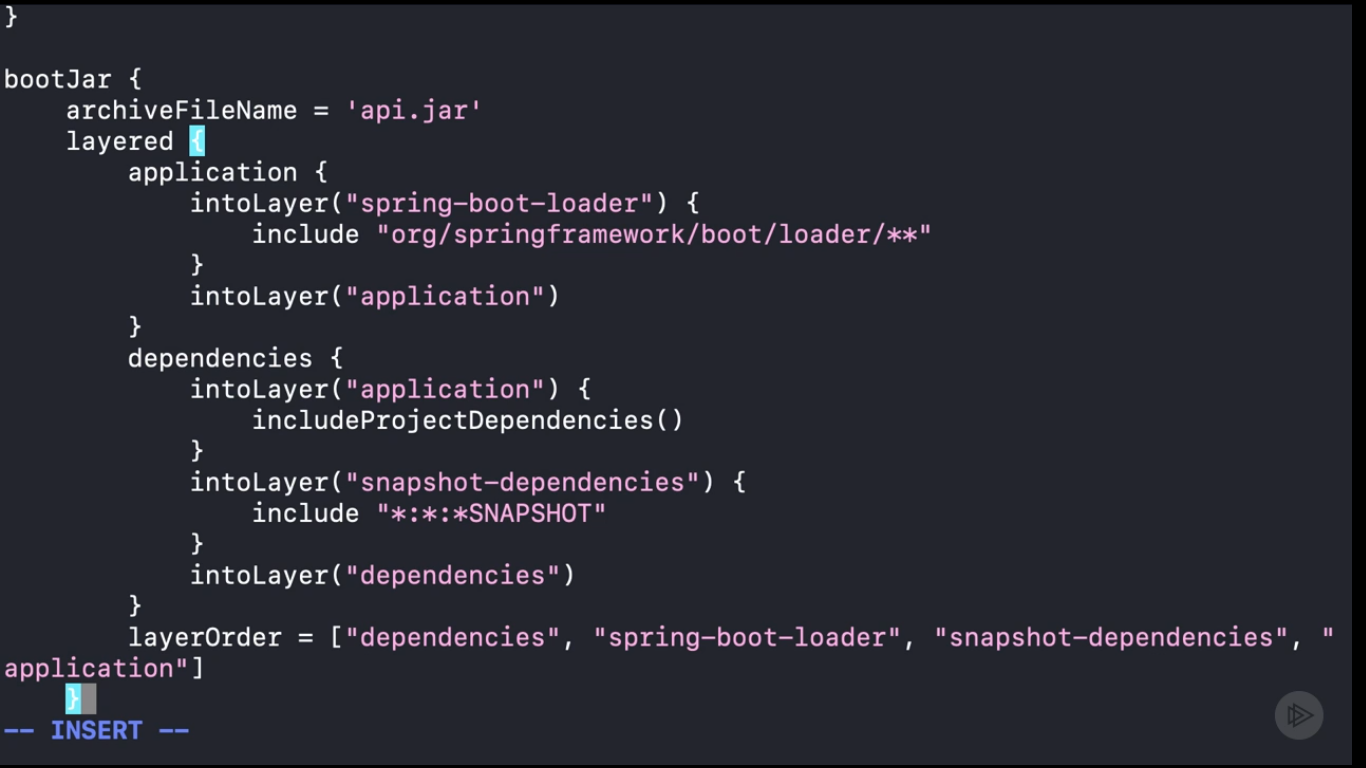 }
bootJar {
    archiveFileName = 'api.jar'
    layered {
        application {
            intoLayer("spring-boot-loader") {
                include "org/springframework/boot/loader/**"
            }
            intoLayer("application")
        }
        dependencies {
            intoLayer("application") {
                includeProjectDependencies()
            }
            intoLayer("snapshot-dependencies") {
                include "*:*:*SNAPSHOT"
            }
            intoLayer("dependencies")
        }
        layerOrder = ["dependencies", "spring-boot-loader", "snapshot-dependencies", "
application"]
    }
-- INSERT --